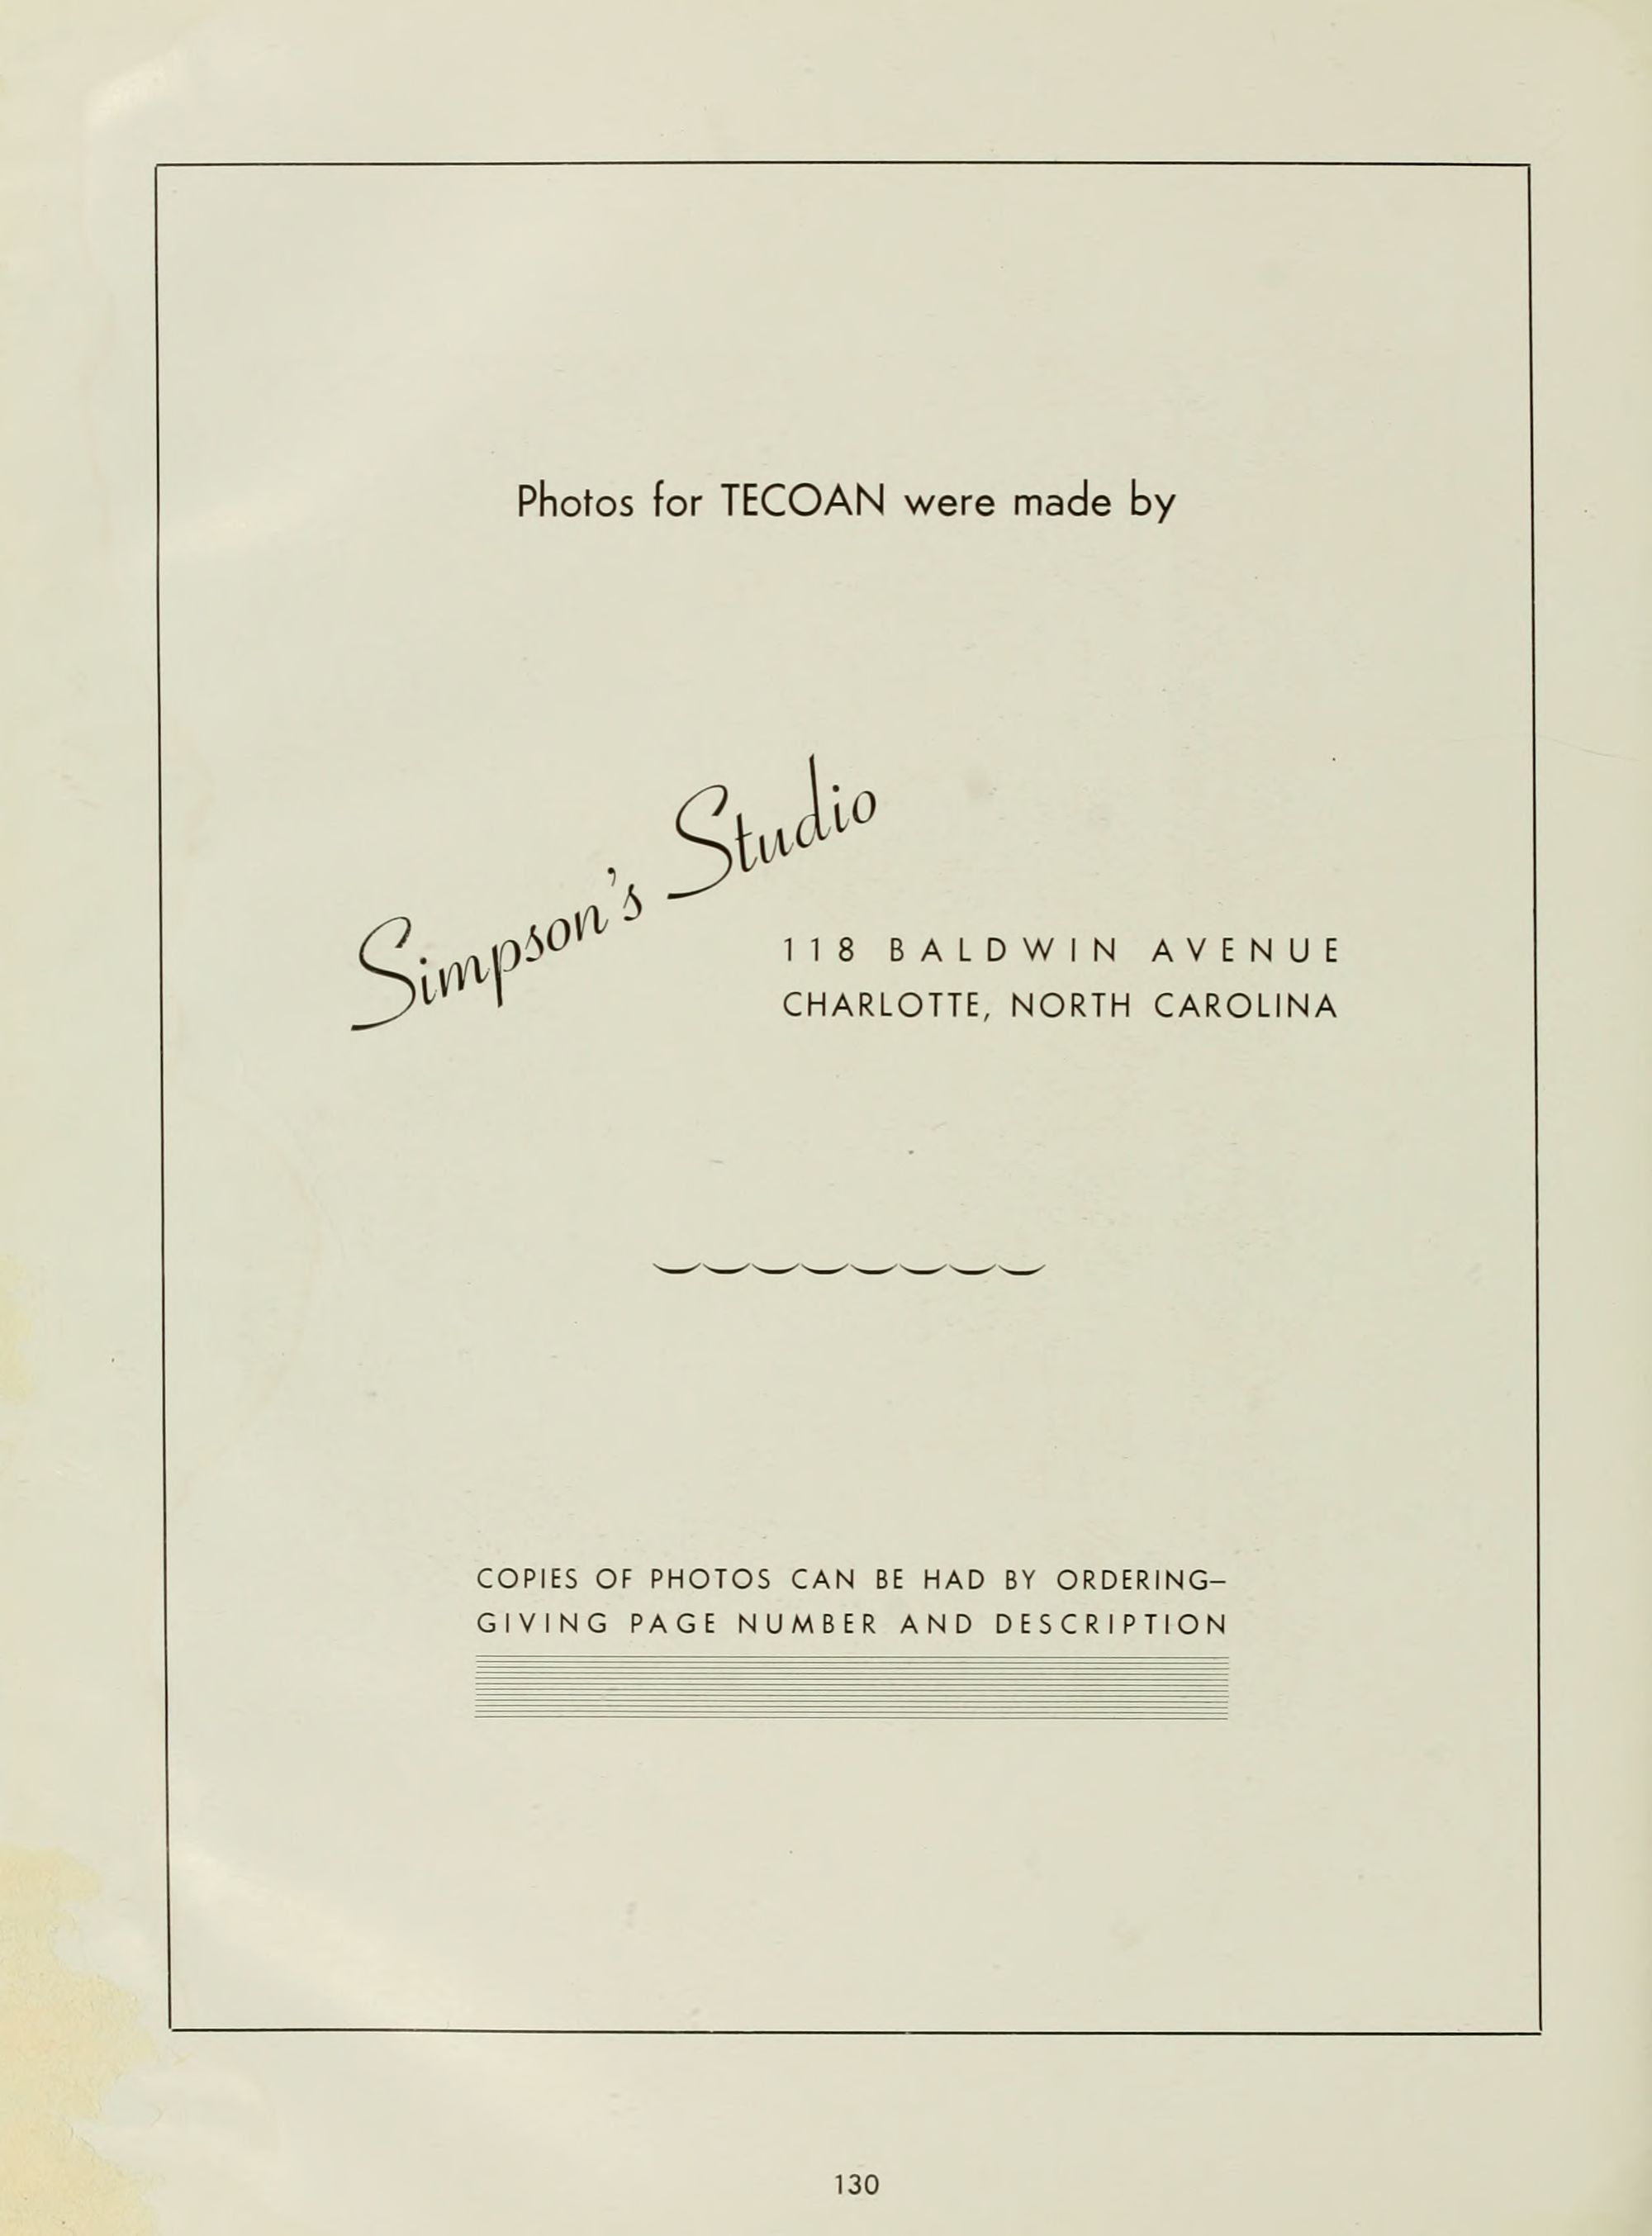 Photos for TECOAN were made by
Simpson's Studio
118 BALDWIN AVENUE
CHARLOTTE, NORTH CAROLINA
COPIES OF PHOTOS CAN BE HAD BY ORDERING–
GIVING PAGE NUMBER AND DESCRIPTION
130